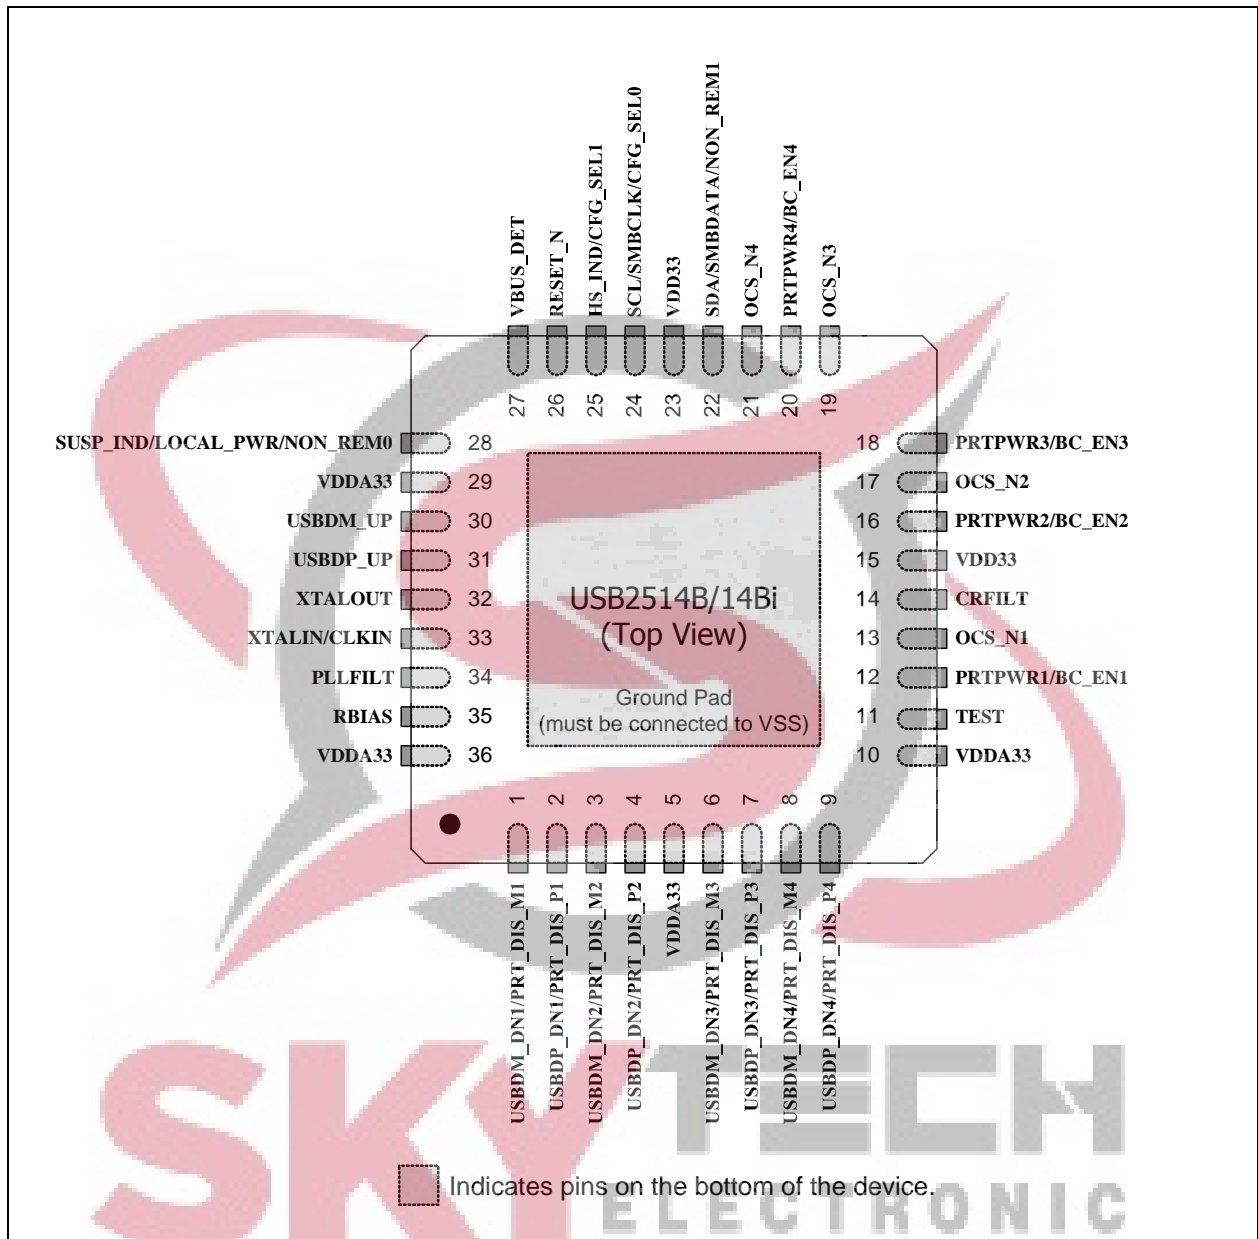 VBUS_DET
RESET_N
HS_IND/CFG_SEL1
SCL/SMBCLK/CFG_SEL0
VDD33
SDA/SMBDATA/NON_REM1
OCS_N4
PRTPWR4/BC_EN4
OCS_N3
27 26 25 24 23 22 21 20 19
SUSP_IND/LOCAL_PWR/NON_REM0 28
VDDA33 29
USBDM_UP 30
USBDP_UP 31
XTALOUT 32
XTALIN/CLKIN 33
PLLFILT 34
RBIAS 35
VDDA33 36
18 PRTPWR3/BC_EN3
17 OCS_N2
16 PRTPWR2/BC_EN2
15 VDD33
14 CRFILT
13 OCS_N1
12 PRTPWR1/BC_EN1
11 TEST
10 VDDA33
USB2514B/14Bi
(Top View)
Ground Pad
(must be connected to VSS)
1 2 3 4 5 6 7 8 9
USBDM_DN1/PRT_DIS_M1
USBDP_DN1/PRT_DIS_P1
USBDM_DN2/PRT_DIS_M2
USBDP_DN2/PRT_DIS_P2
VDDA33
USBDM_DN3/PRT_DIS_M3
USBDP_DN3/PRT_DIS_P3
USBDM_DN4/PRT_DIS_M4
USBDP_DN4/PRT_DIS_P4
SKYTECH
ELECTRONIC
Indicates pins on the bottom of the device.